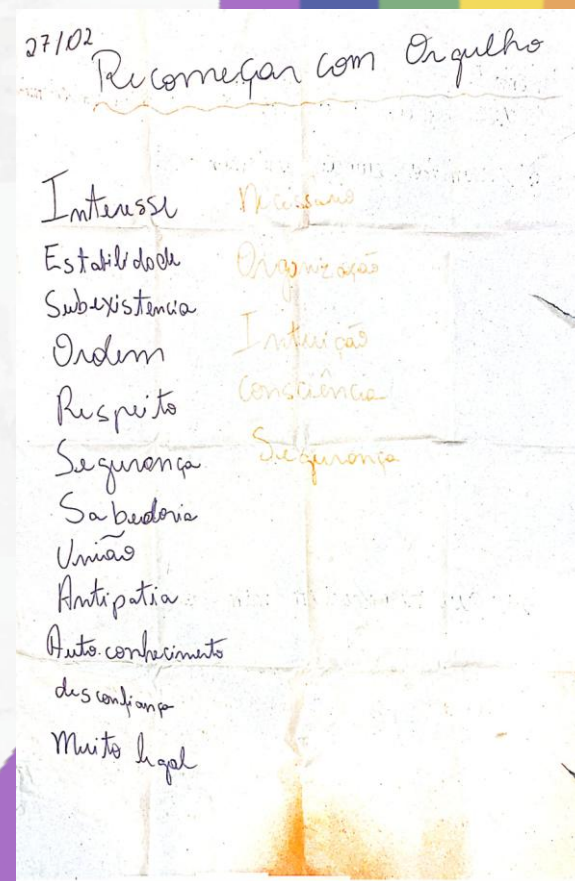 27/02
Recomeçar com Orgulho
Interesse
Estabilidade
Subexistencia
Ordem
Respeito
Segurança
Sabedoria
União
Antipatia
Auto conhecimento
desconfiança
Muito legal
Necessario
Organização
Intuição
Consciência
Segurança